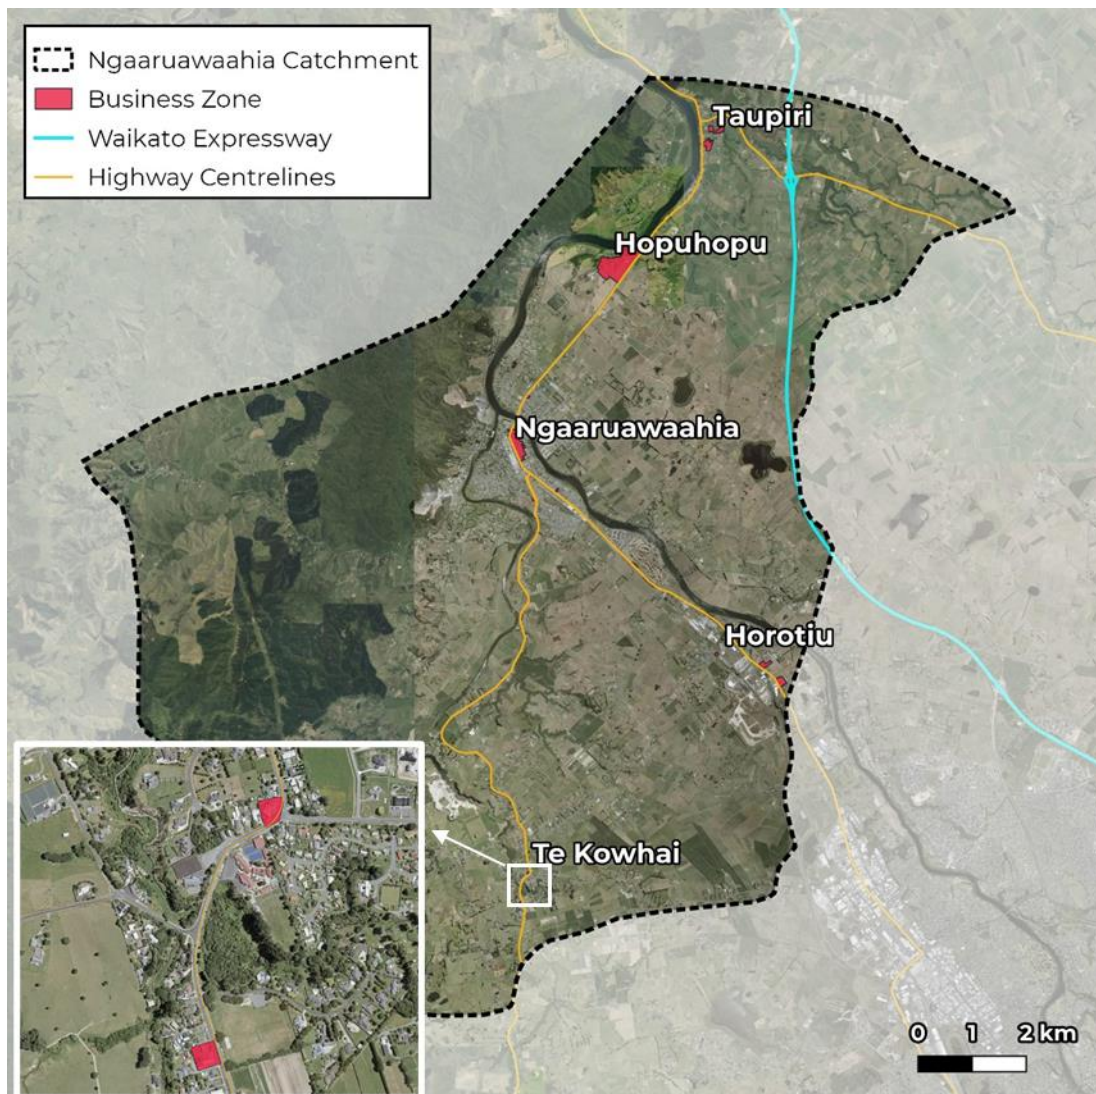 Ngaaruawaahia Catchment
Business Zone
Waikato Expressway
Highway Centrelines
Taupiri
Hopuhopu
Ngaaruawaahia
Horotiu
Te Kowhai
0 1 2 km